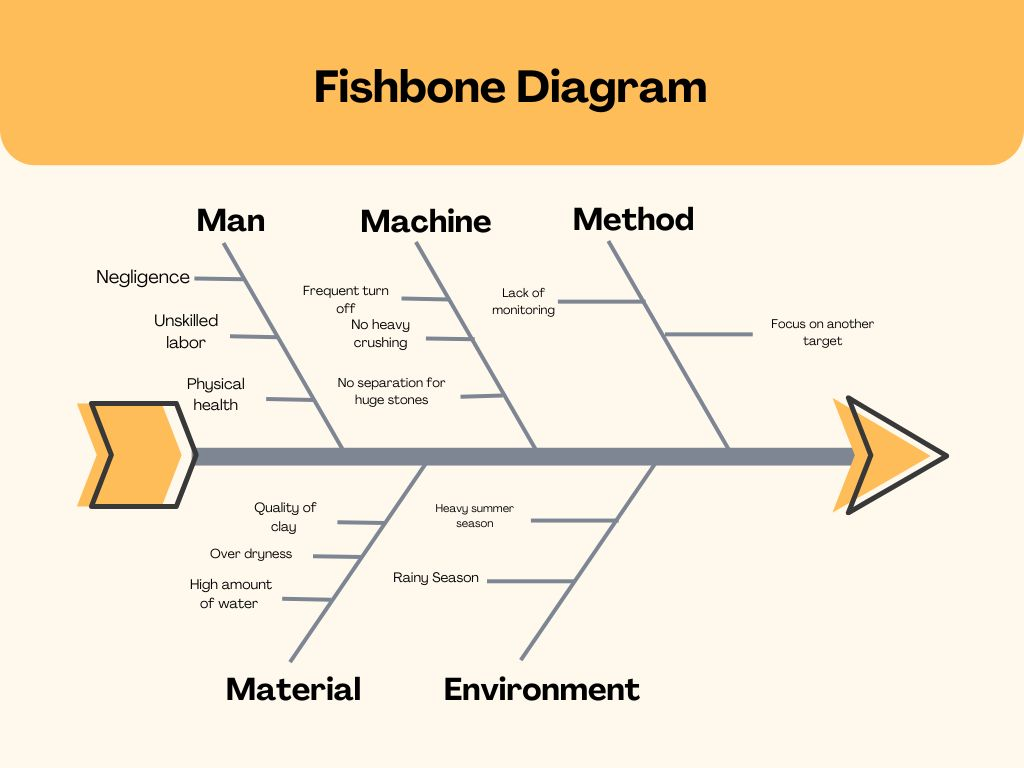 Fishbone Diagram
Man
Machine
Method
Negligence
Unskilled
labor
Physical
health
Frequent turn
off
No heavy
crushing
No separation for
huge stones
Lack of
monitoring
Focus on another
target
Quality of
clay
Over dryness
High amount
of water
Heavy summer
season
Rainy Season
Material
Environment